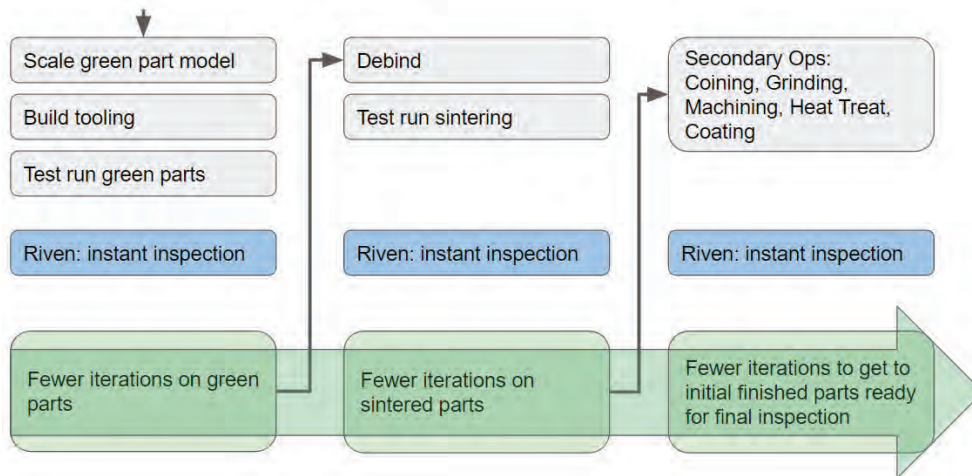 Scale green part model
Build tooling
Test run green parts
Riven: instant inspection
Fewer iterations on green
parts
Debind
Test run sintering
Riven: instant inspection
Fewer iterations on
sintered parts
Secondary Ops:
Coining, Grinding,
Machining, Heat Treat,
Coating
Riven: instant inspection
Fewer iterations to get to
initial finished parts ready
for final inspection